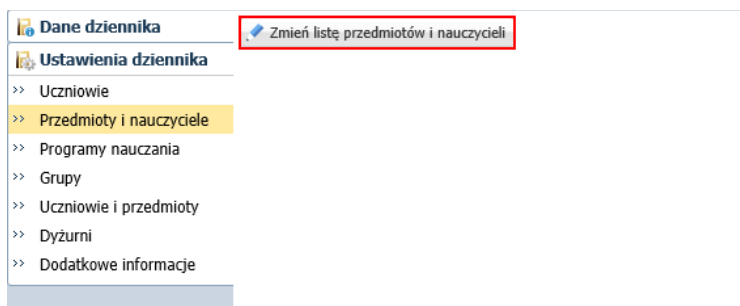 Dane dziennika
Zmień listę przedmiotów i nauczycieli
Ustawienia dziennika
Uczniowie
Przedmioty i nauczyciele
Programy nauczania
Grupy
Uczniowie i przedmioty
Dyżurni
Dodatkowe informacje